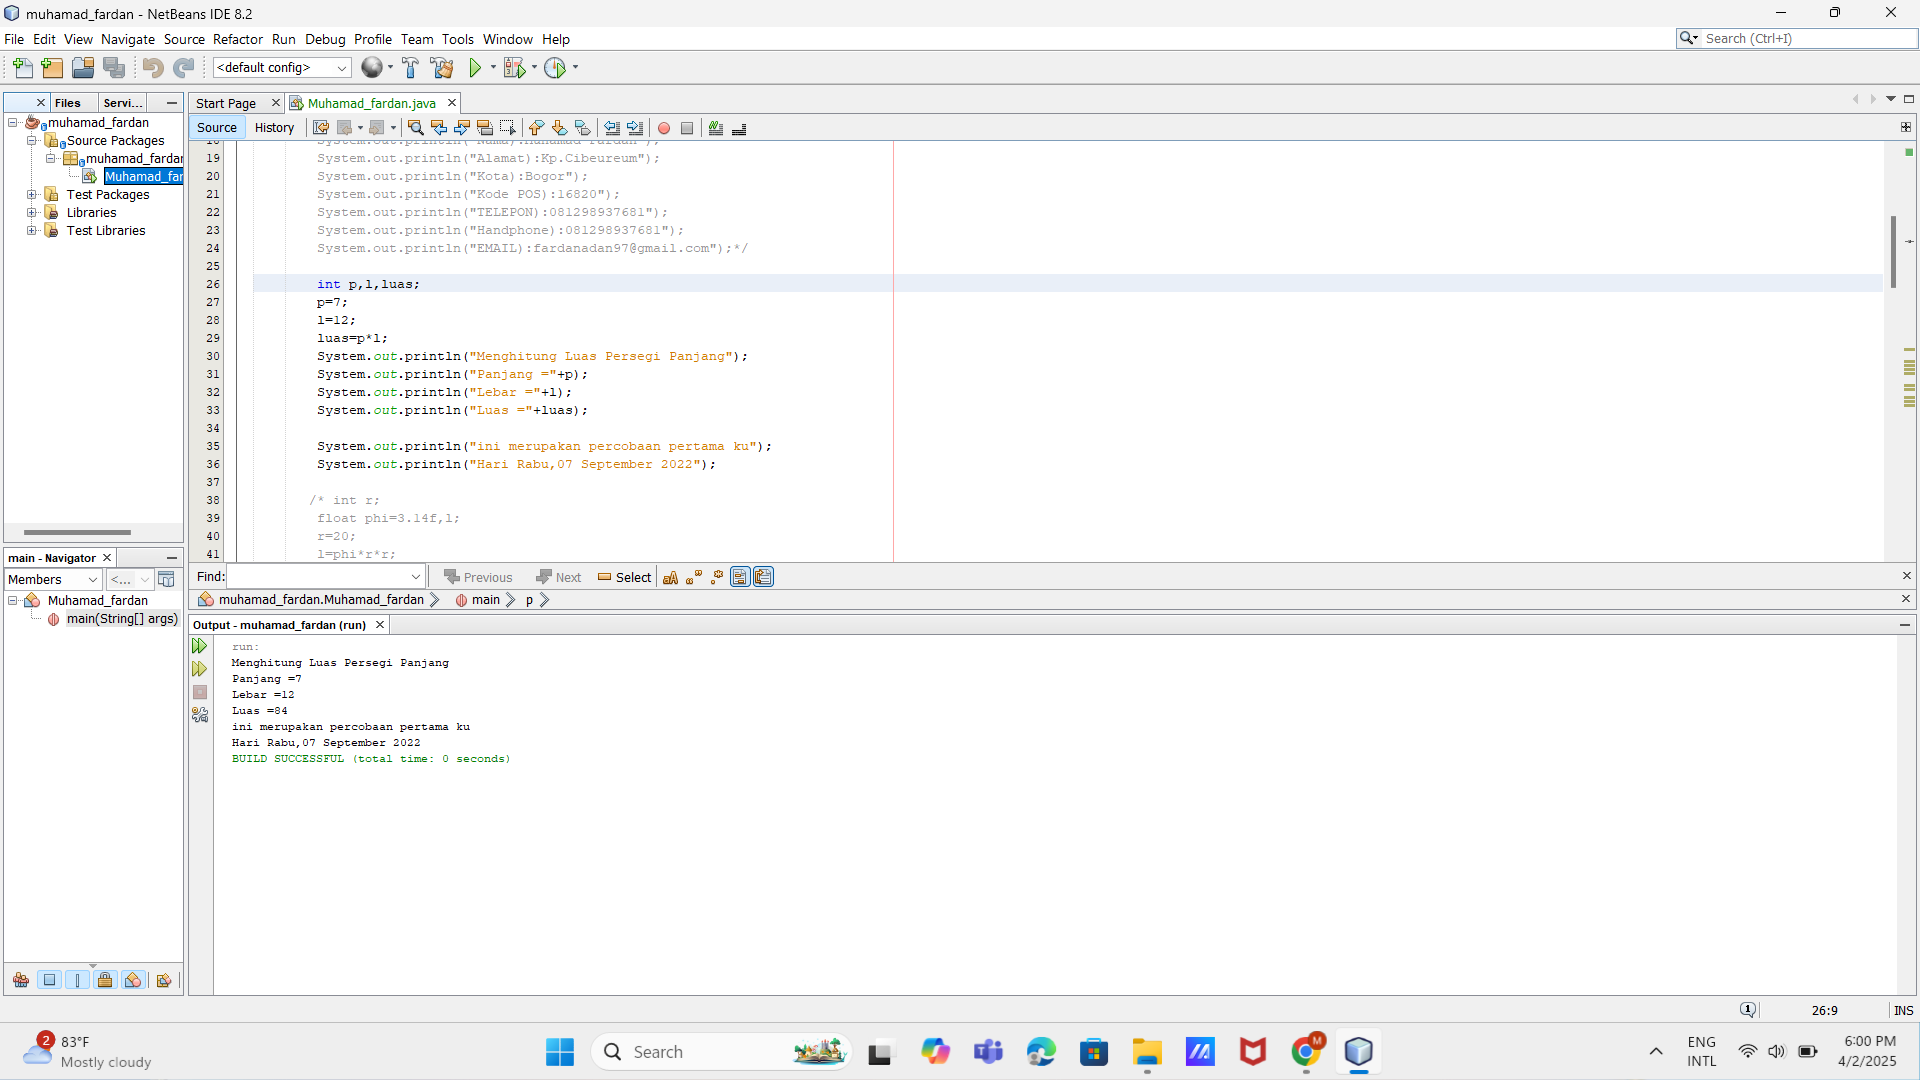 muhamad_fardan - NetBeans IDE 8.2
File Edit View Navigate Source Refactor Run Debug Profile Team Tools Window Help
Search (Ctrl+I)
<default config>
Files Servi...
Start Page Muhamad_fardan.java
muhamad_fardan
Source Packages
muhamad_fardan
Muhamad_far
Test Packages
Libraries
Test Libraries
Source History
18 System.out.println("Nama):Muhamad Fardan");
19 System.out.println("Alamat):Kp.Cibeureum");
20 System.out.println("Kota):Bogor");
21 System.out.println("Kode POS):16820");
22 System.out.println("TELEPON):081298937681");
23 System.out.println("Handphone):081298937681");
24 System.out.println("EMAIL):fardanadan97@gmail.com");*/
25
26 int p,l,luas;
27 p=7;
28 l=12;
29 luas=p*l;
30 System.out.println("Menghitung Luas Persegi Panjang");
31 System.out.println("Panjang ="+p);
32 System.out.println("Lebar ="+l);
33 System.out.println("Luas ="+luas);
34
35 System.out.println("ini merupakan percobaan pertama ku");
36 System.out.println("Hari Rabu,07 September 2022");
37
38 /* int r;
39 float phi=3.14f,l;
40 r=20;
41 l=phi*r*r;
Find: Previous Next Select
muhamad_fardan.Muhamad_fardan main p
main - Navigator
Members <...
Muhamad_fardan
main(String[] args)
Output - muhamad_fardan (run)
run:
Menghitung Luas Persegi Panjang
Panjang =7
Lebar =12
Luas =84
ini merupakan percobaan pertama ku
Hari Rabu,07 September 2022
BUILD SUCCESSFUL (total time: 0 seconds)
1 26:9 INS
2
83°F
Mostly cloudy
Search
M
ENG
INTL
6:00 PM
4/2/2025